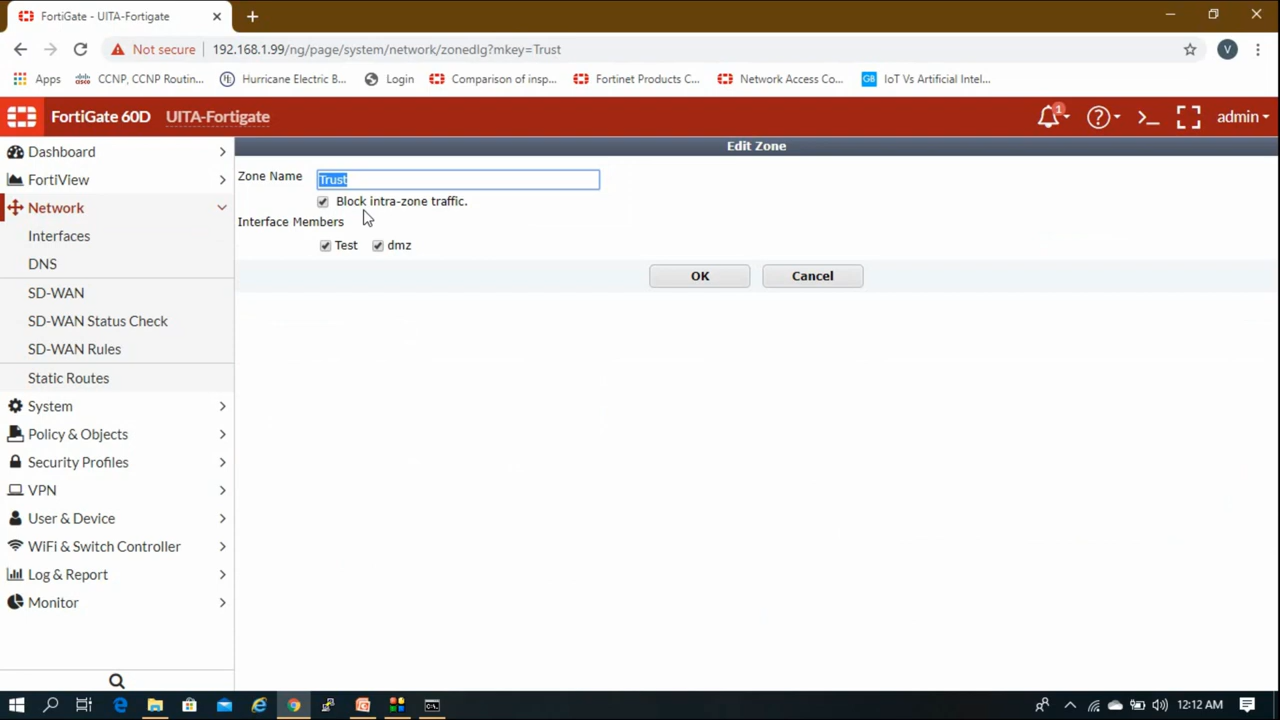 FortiGate - UITA-Fortigate
Not secure 192.168.1.99/ng/page/system/network/zonedlg?mkey=Trust
V
Apps CCNP, CCNP Routin... Hurricane Electric B... Login Comparison of insp... Fortinet Products C... Network Access Co... GB IoT Vs Artificial Intel...
FortiGate 60D UITA-Fortigate 1 admin
Dashboard
FortiView
Network
Interfaces
DNS
SD-WAN
SD-WAN Status Check
SD-WAN Rules
Static Routes
System
Policy & Objects
Security Profiles
VPN
User & Device
WiFi & Switch Controller
Log & Report
Monitor
Edit Zone
Zone Name Trust
Block intra-zone traffic.
Interface Members
Test dmz
OK Cancel
12:12 AM